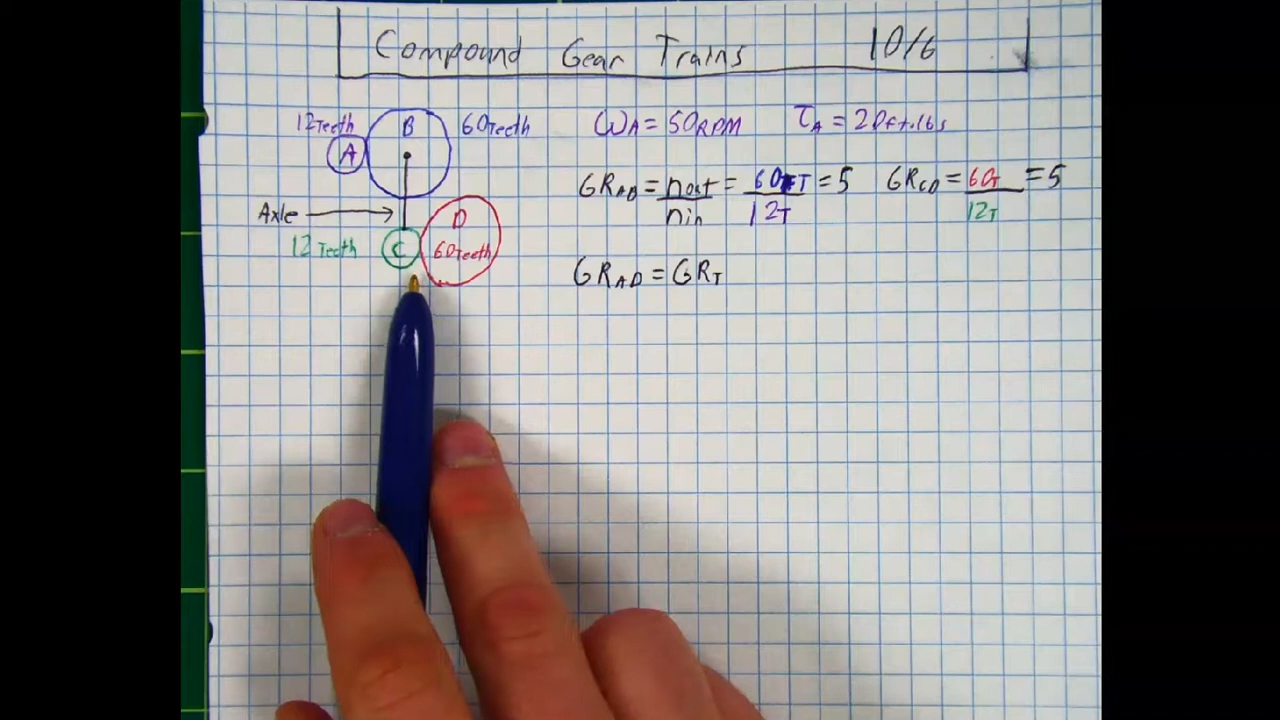 Compound Gear Trains 10/6
12 Teeth B 60 Teeth
A
Axle
12 Teeth C D 60 Teeth
ωA = 50 RPM τA = 20 ft.lbs
GRAB = nout/nin = 60T/12T = 5 GRCD = 60T/12T = 5
GRAD = GRT